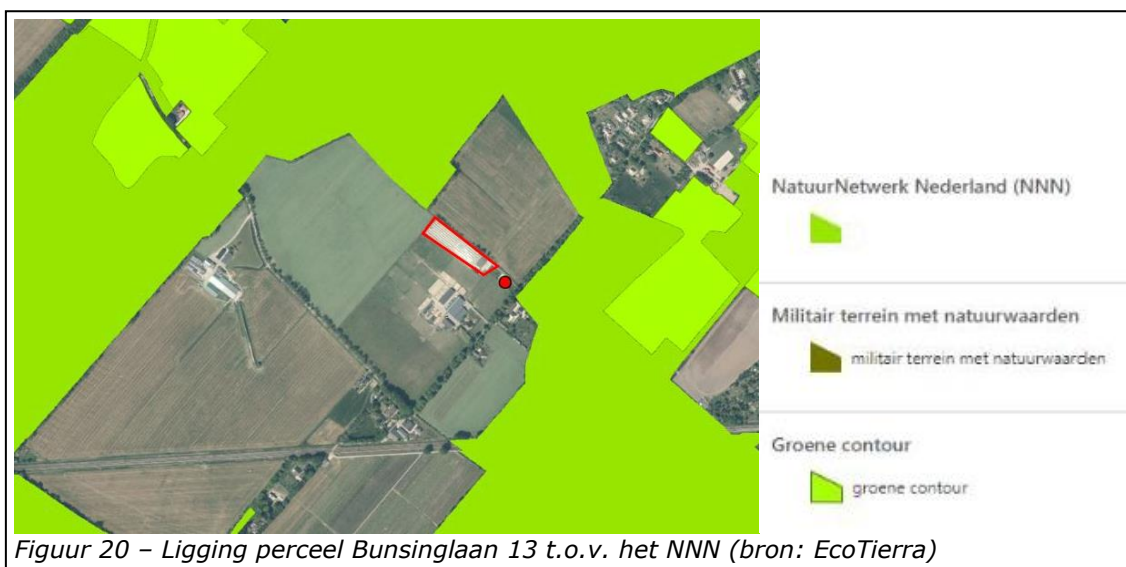 NatuurNetwerk Nederland (NNN)
Militair terrein met natuurwaarden
militair terrein met natuurwaarden
Groene contour
groene contour
Figuur 20 – Ligging perceel Bunsinglaan 13 t.o.v. het NNN (bron: EcoTierra)